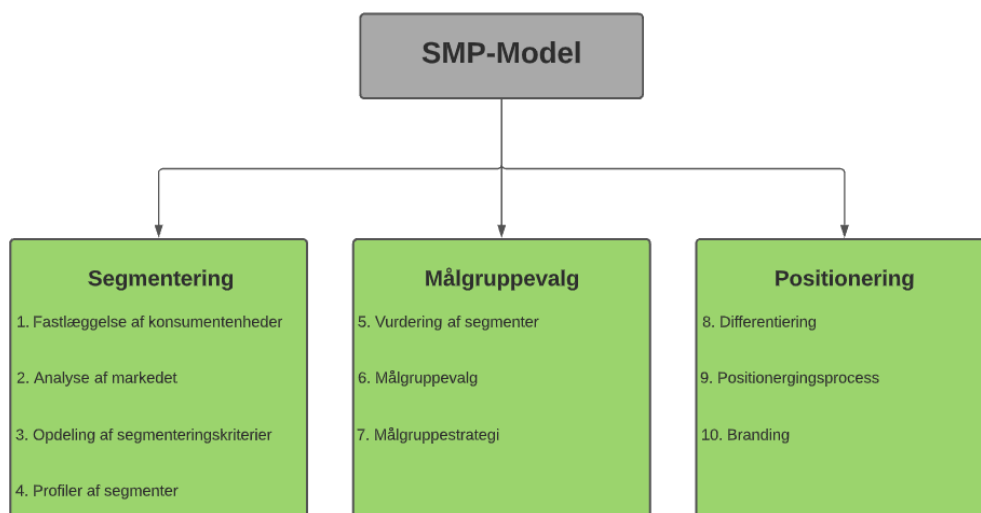 SMP-Model
Segmentering
1. Fastlæggelse af konsumentenheder
2. Analyse af markedet
3. Opdeling af segmenteringskriterier
4. Profiler af segmenter
Målgruppevalg
5. Vurdering af segmenter
6. Målgruppevalg
7. Målgruppestrategi
Positionering
8. Differentiering
9. Positionergingsprocess
10. Branding